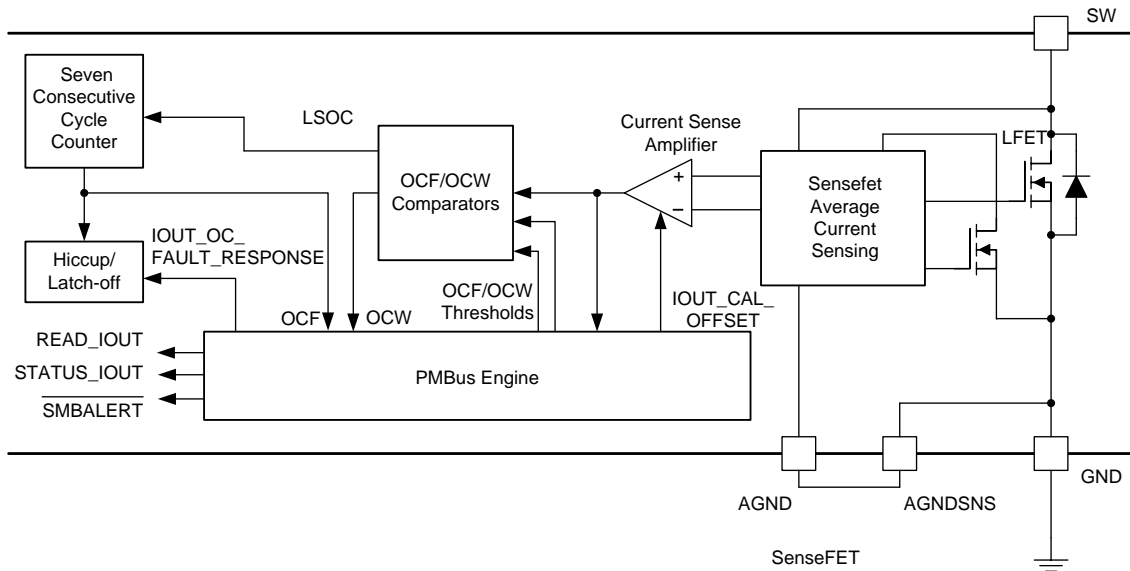 SW
Seven
Consecutive
Cycle
Counter
LSOC
Current Sense
Amplifier
LFET
OCF/OCW
Comparators
+
−
Sensefet
Average
Current
Sensing
IOUT_OC_
FAULT_RESPONSE
Hiccup/
Latch-off
OCF/OCW
Thresholds
IOUT_CAL_
OFFSET
OCF
OCW
READ_IOUT
STATUS_IOUT
SMBALERT
PMBus Engine
AGND
AGNDSNS
GND
SenseFET